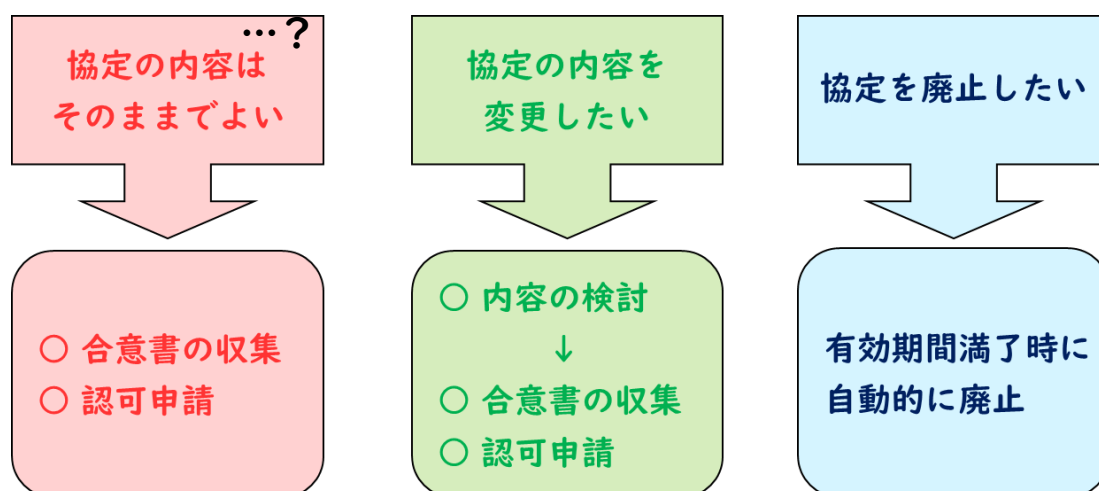 …？
協定の内容は
そのままでよい
○ 合意書の収集
○ 認可申請
協定の内容を
変更したい
○ 内容の検討
↓
○ 合意書の収集
○ 認可申請
協定を廃止したい
有効期間満了時に
自動的に廃止